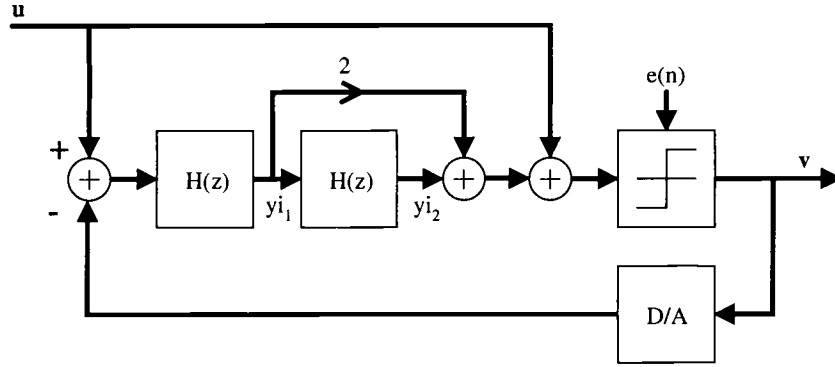 u
2
e(n)
+
+
H(z)
H(z)
+
+
v
-
yi₁
yi₂
D/A